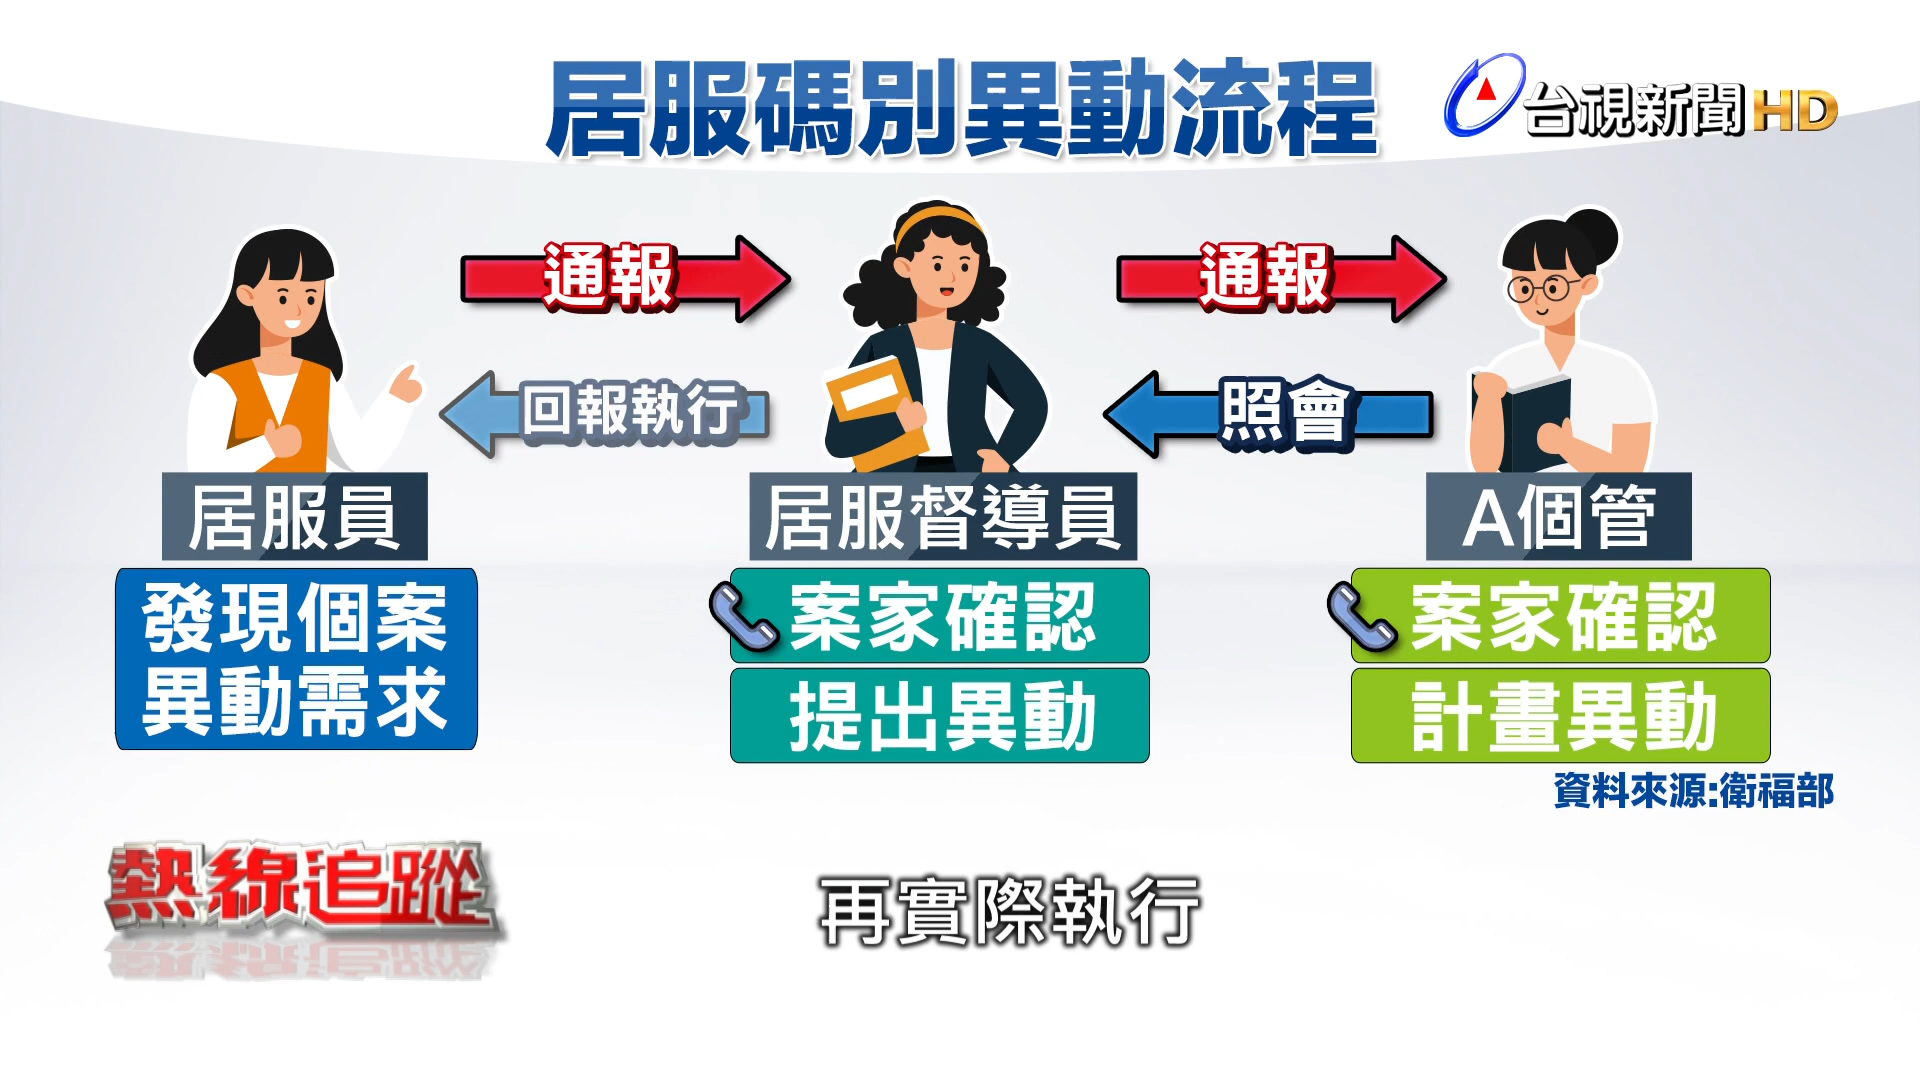 居服碼別異動流程
台視新聞HD
通報
通報
回報執行
照會
居服員
居服督導員
A個管
發現個案
異動需求
案家確認
提出異動
案家確認
計畫異動
資料來源:衛福部
熱線追蹤
再實際執行